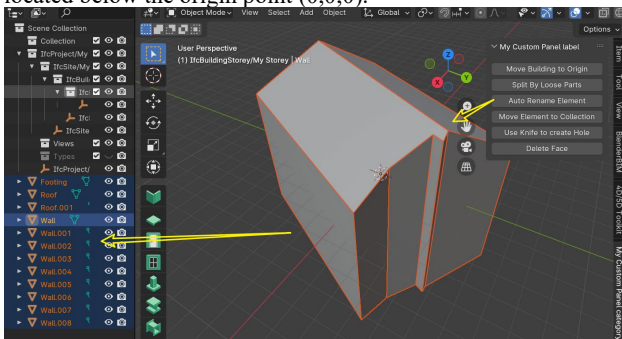 located below the origin point (0,0,0).
Object Mode
View
Select
Add
Object
Global
Options
Scene Collection
Collection
IfcProject/My
IfcSite/My
IfcBuil
Ifc
IfcSite
Views
Types
IfcProject/
Footing
Roof
Roof.001
Wall
Wall.001
Wall.002
Wall.003
Wall.004
Wall.005
Wall.006
Wall.007
Wall.008
User Perspective
(1) IfcBuildingStorey/My Storey | Wall
Z
Y
X
My Custom Panel label
Move Building to Origin
Split By Loose Parts
Auto Rename Element
Move Element to Collection
Use Knife to create Hole
Delete Face
Item
Tool
View
BlenderBIM
4D/5D Toolkit
My Custom Panel category